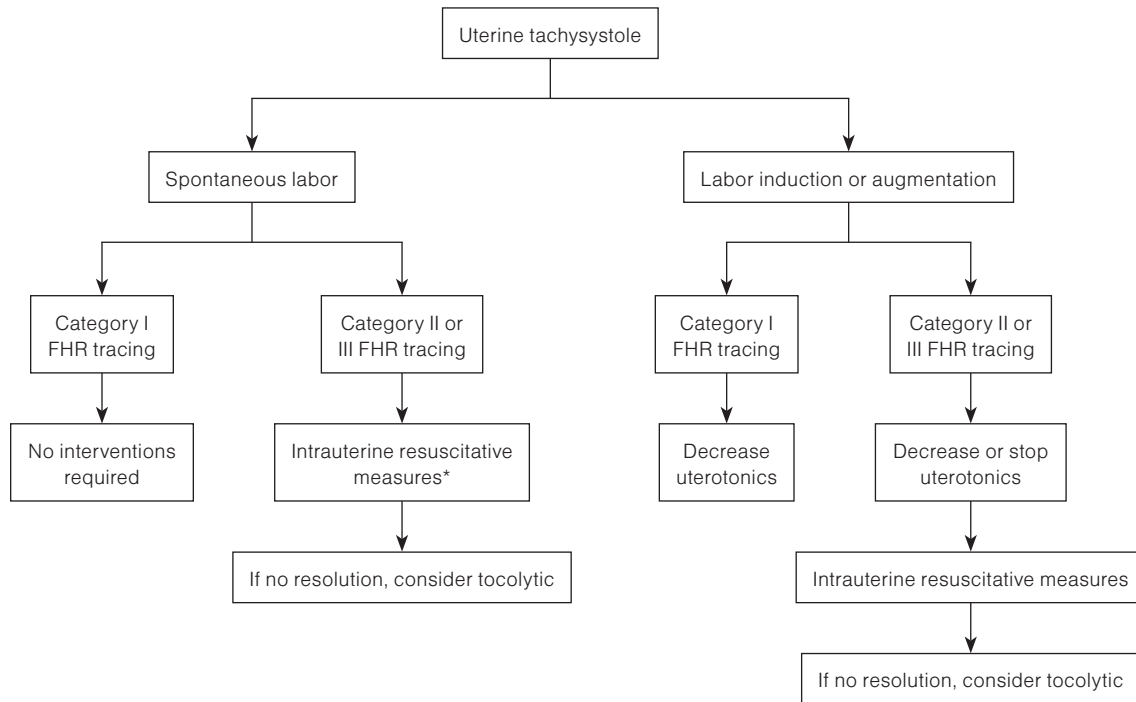 Uterine tachysystole
Spontaneous labor
Labor induction or augmentation
Category I
FHR tracing
Category II or
III FHR tracing
Category I
FHR tracing
Category II or
III FHR tracing
No interventions
required
Intrauterine resuscitative
measures*
Decrease
uterotonics
Decrease or stop
uterotonics
If no resolution, consider tocolytic
Intrauterine resuscitative measures
If no resolution, consider tocolytic